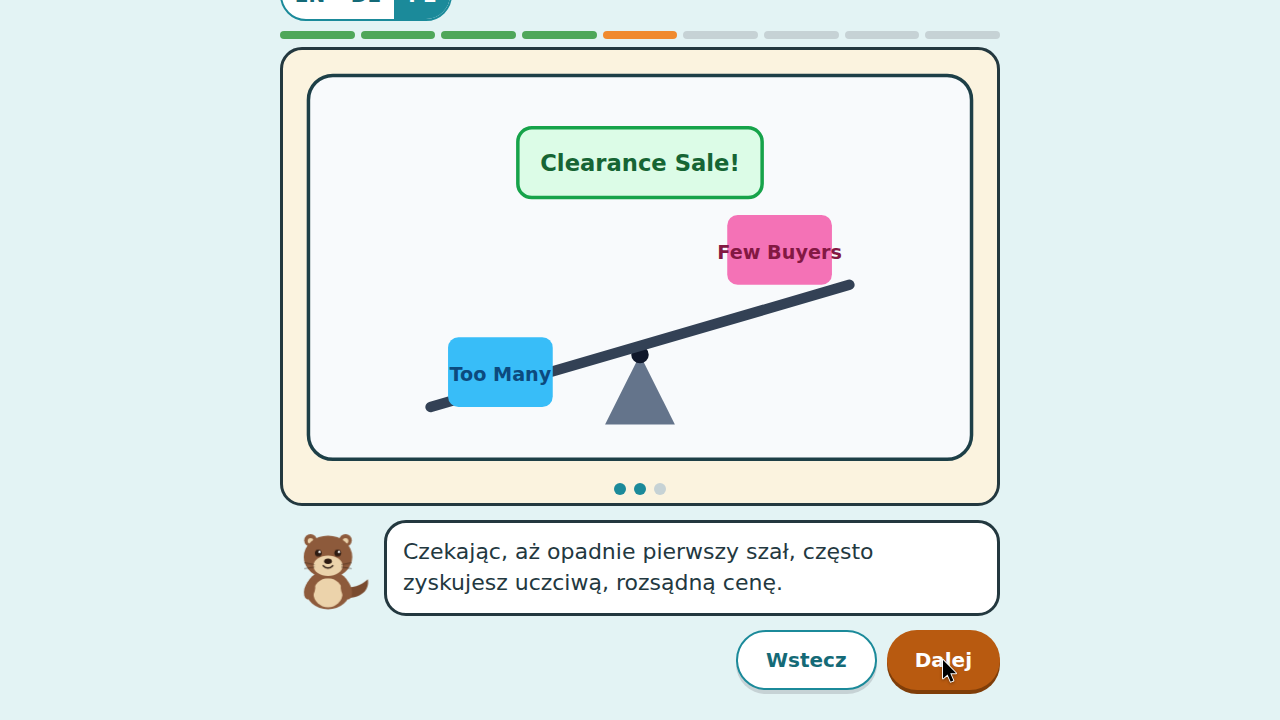 Clearance Sale!
Few Buyers
Too Many
Czekając, aż opadnie pierwszy szał, często
zyskujesz uczciwą, rozsądną cenę.
Wstecz
Dalej